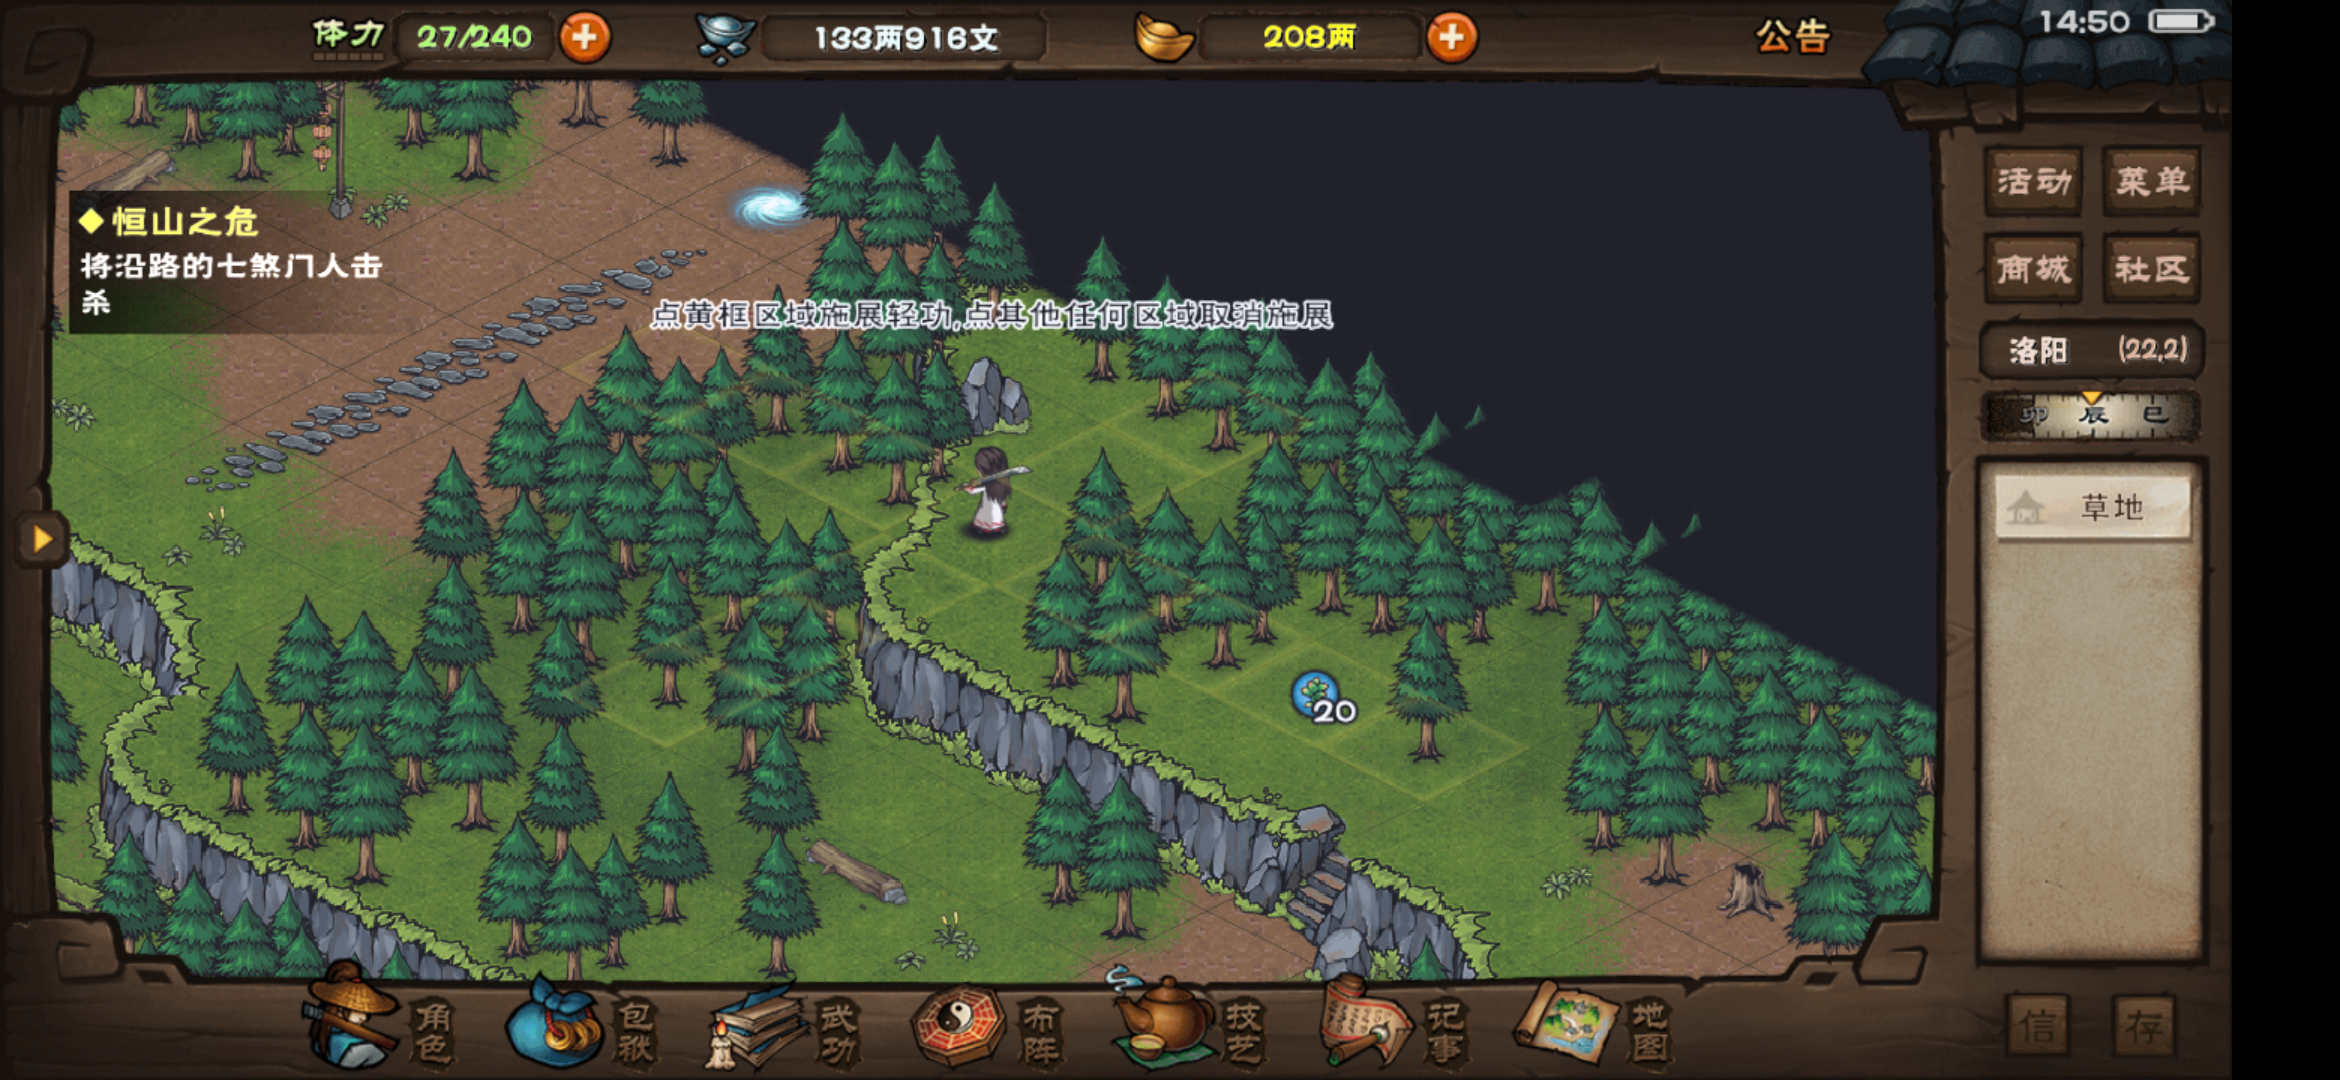 体力 27/240 133两916文 208两 公告 14:50
活动 菜单
◆恒山之危
将沿路的七煞门人击
杀
商城 社区
点黄框区域施展轻功,点其他任何区域取消施展
洛阳 (22,2)
卯 辰 巳
草地
20
角色 包袱 武功 布阵 技艺 记事 地图 信 存